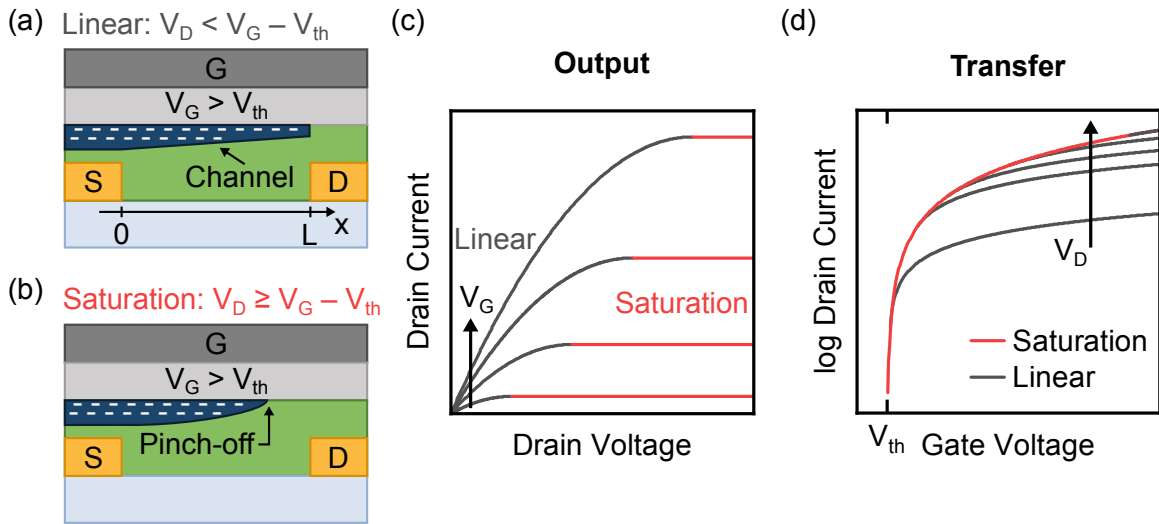 (a) Linear: V_D < V_G – V_th
G
V_G > V_th
Channel
S
D
0
L
x
(b) Saturation: V_D ≥ V_G – V_th
G
V_G > V_th
Pinch-off
S
D
(c)
Output
Drain Current
Linear
V_G
Saturation
Drain Voltage
(d)
Transfer
log Drain Current
V_D
Saturation
Linear
V_th
Gate Voltage